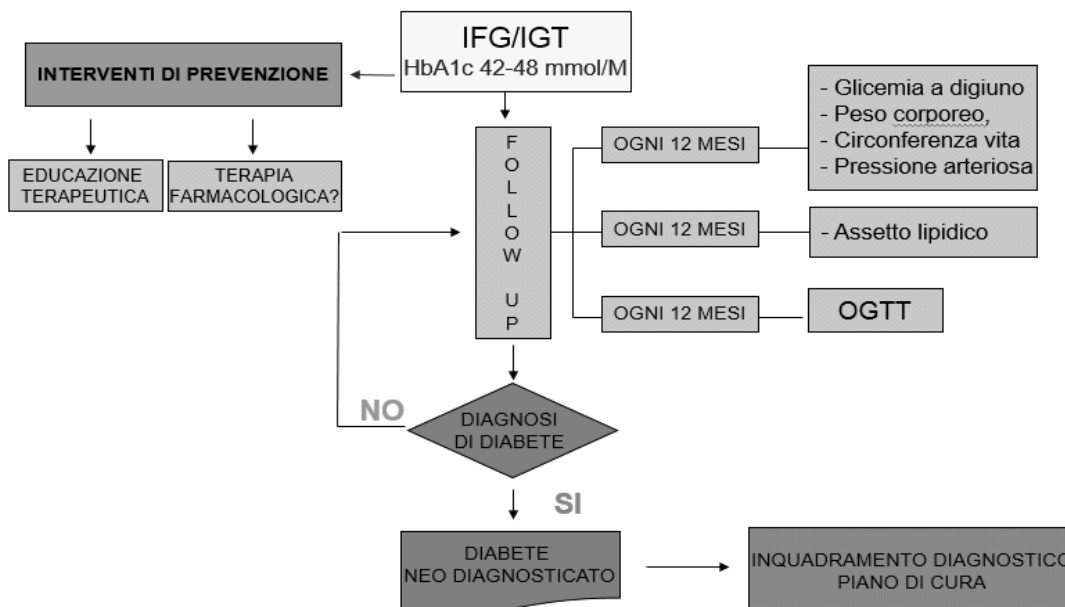 IFG/IGT
HbA1c 42-48 mmol/M
INTERVENTI DI PREVENZIONE
EDUCAZIONE
TERAPEUTICA
TERAPIA
FARMACOLOGICA?
F
O
L
L
O
W
U
P
OGNI 12 MESI
- Glicemia a digiuno
- Peso corporeo,
- Circonferenza vita
- Pressione arteriosa
OGNI 12 MESI
- Assetto lipidico
OGNI 12 MESI
OGTT
DIAGNOSI
DI DIABETE
NO
SI
DIABETE
NEO DIAGNOSTICATO
INQUADRAMENTO DIAGNOSTICO
PIANO DI CURA